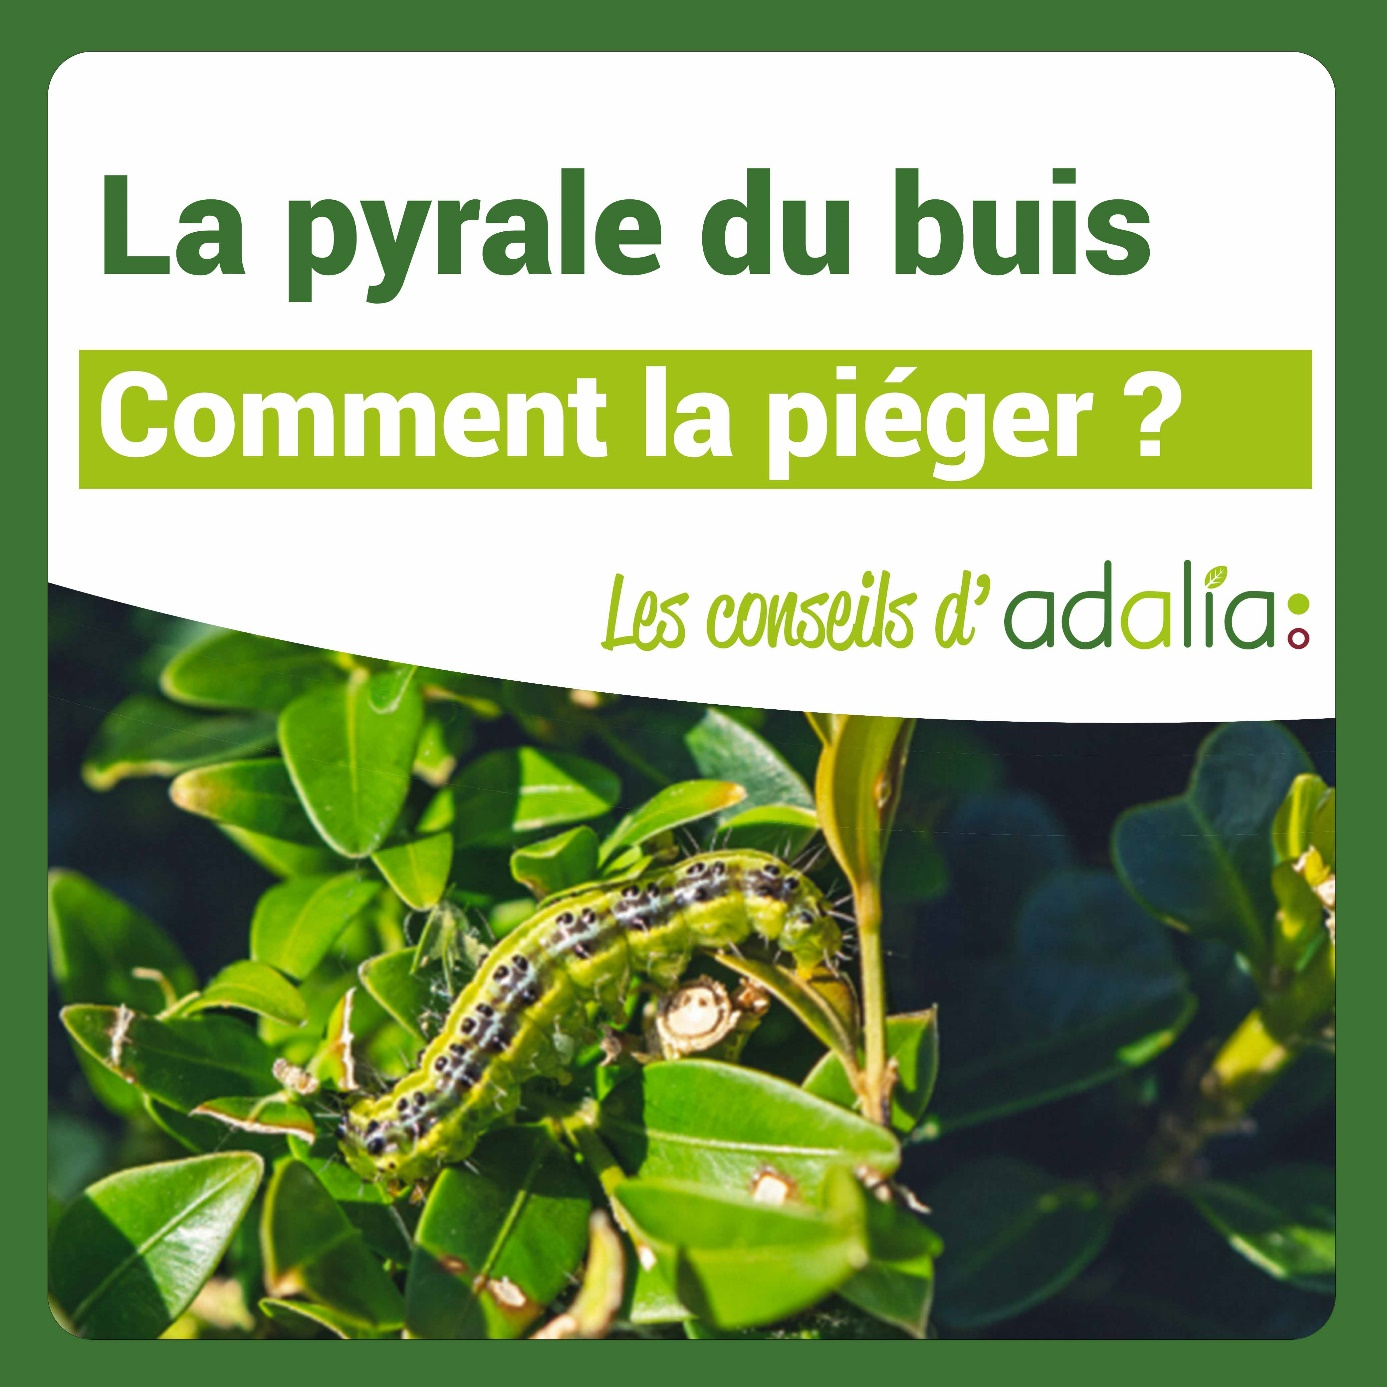 La pyrale du buis
Comment la piéger ?
Les conseils d'adalia